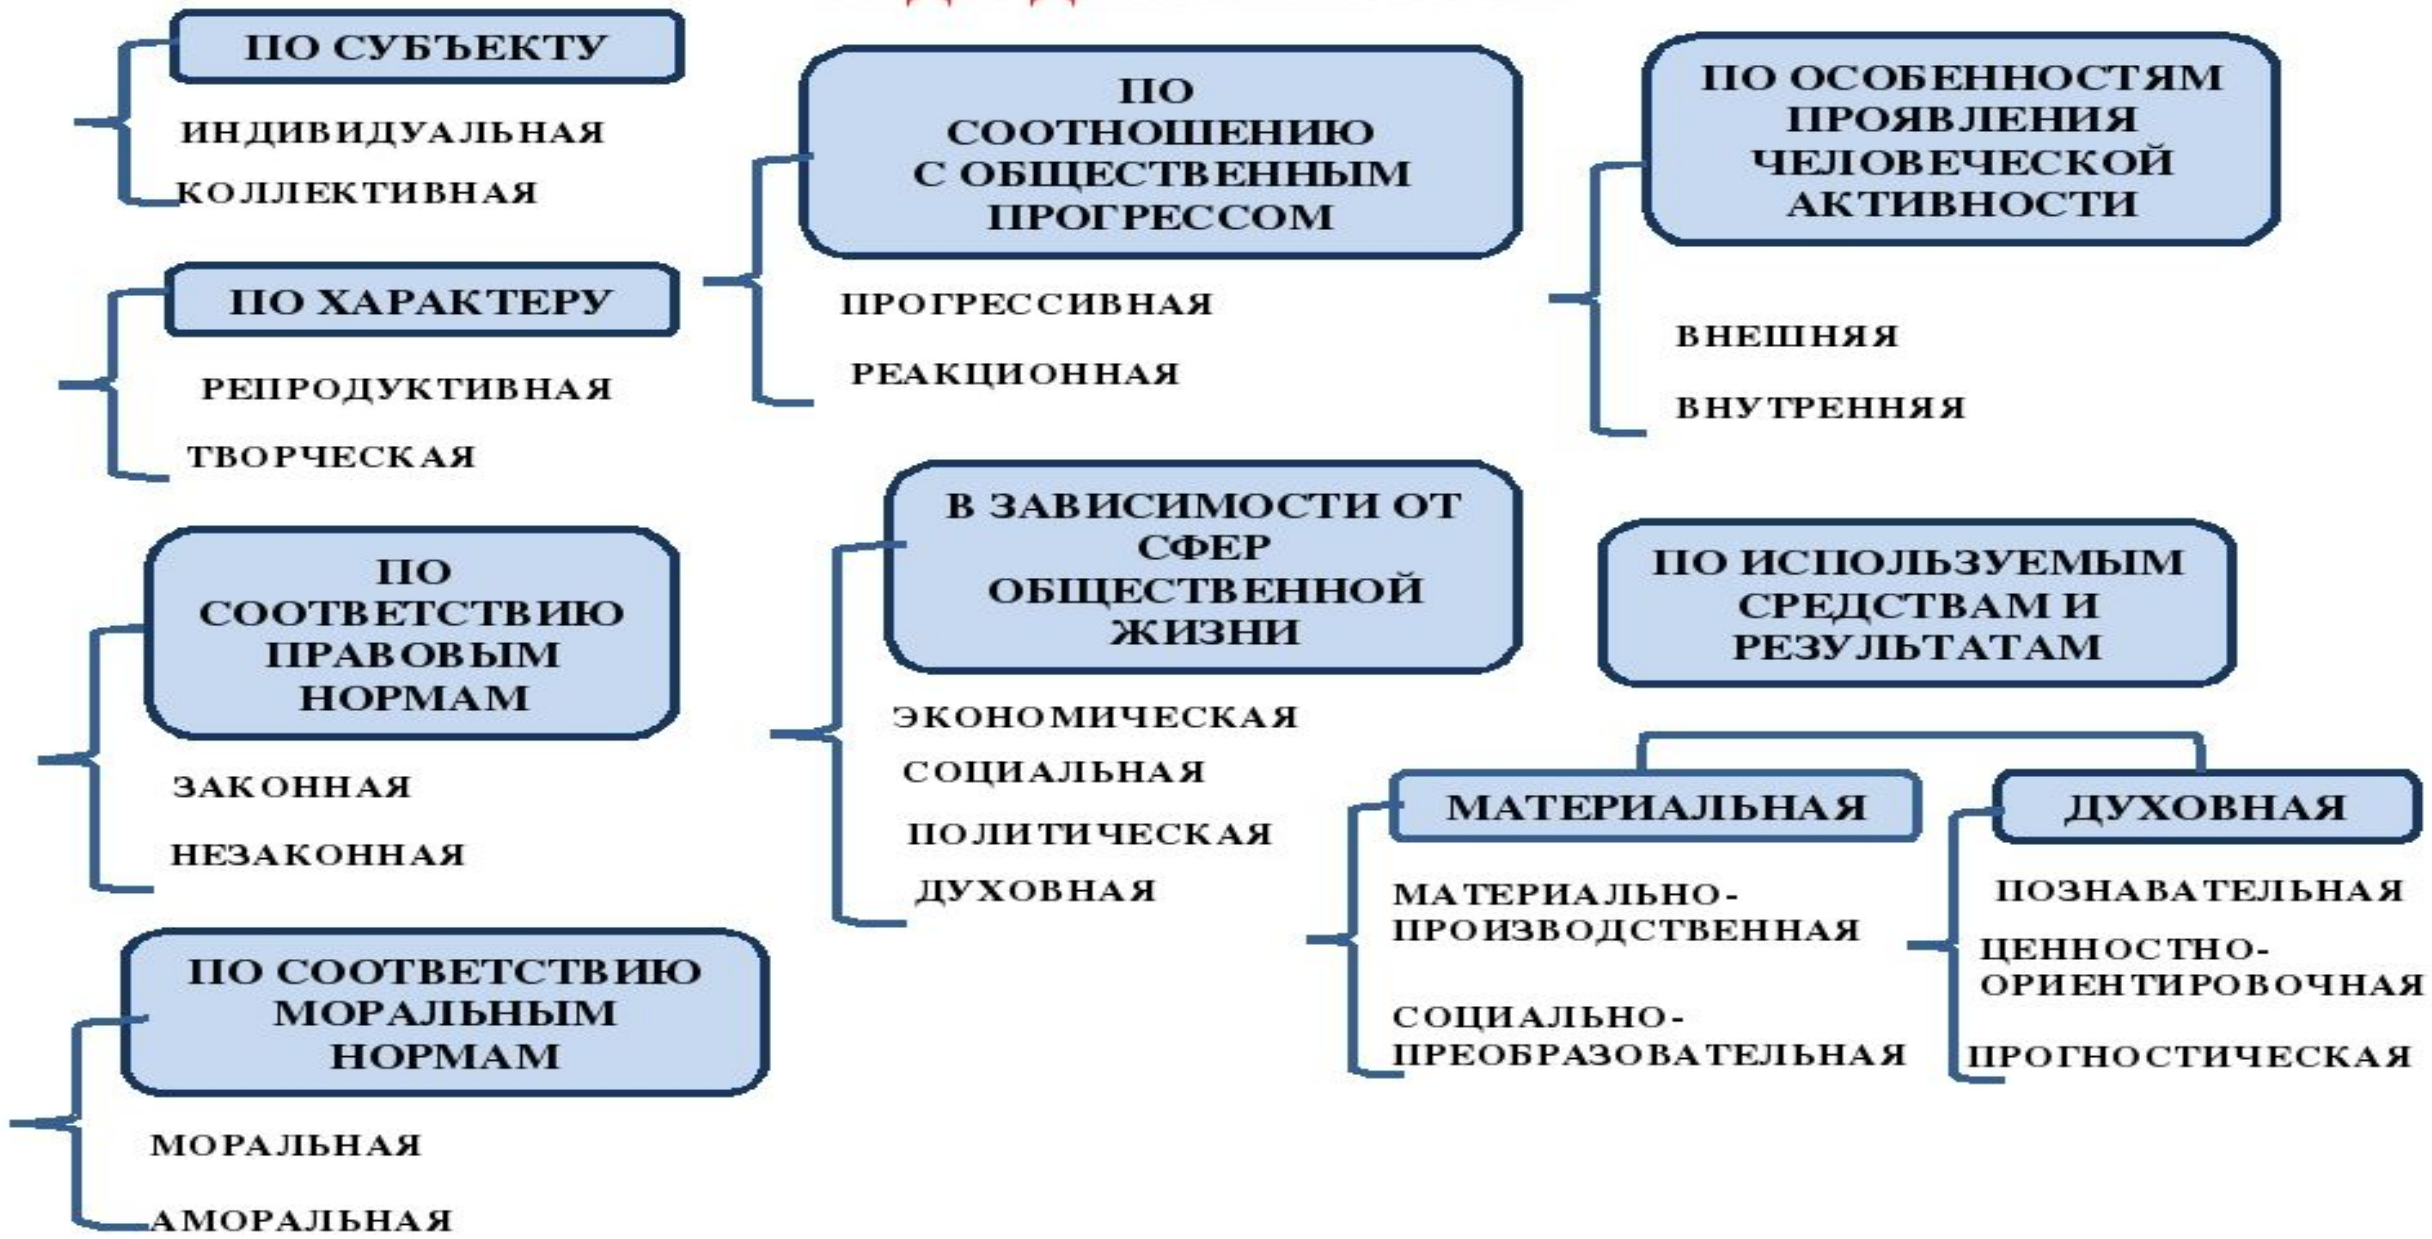 ПО СУБЪЕКТУ
ИНДИВИДУАЛЬНАЯ
КОЛЛЕКТИВНАЯ
ПО ХАРАКТЕРУ
РЕПРОДУКТИВНАЯ
ТВОРЧЕСКАЯ
ПО
СООТВЕТСТВИЮ
ПРАВОВЫМ
НОРМАМ
ЗАКОННАЯ
НЕЗАКОННАЯ
ПО СООТВЕТСТВИЮ
МОРАЛЬНЫМ
НОРМАМ
МОРАЛЬНАЯ
АМОРАЛЬНАЯ
ПО
СООТНОШЕНИЮ
С ОБЩЕСТВЕННЫМ
ПРОГРЕССОМ
ПРОГРЕССИВНАЯ
РЕАКЦИОННАЯ
В ЗАВИСИМОСТИ ОТ
СФЕР
ОБЩЕСТВЕННОЙ
ЖИЗНИ
ЭКОНОМИЧЕСКАЯ
СОЦИАЛЬНАЯ
ПОЛИТИЧЕСКАЯ
ДУХОВНАЯ
ПО ОСОБЕННОСТЯМ
ПРОЯВЛЕНИЯ
ЧЕЛОВЕЧЕСКОЙ
АКТИВНОСТИ
ВНЕШНЯЯ
ВНУТРЕННЯЯ
ПО ИСПОЛЬЗУЕМЫМ
СРЕДСТВАМ И
РЕЗУЛЬТАТАМ
МАТЕРИАЛЬНАЯ
МАТЕРИАЛЬНО-
ПРОИЗВОДСТВЕННАЯ
СОЦИАЛЬНО-
ПРЕОБРАЗОВАТЕЛЬНАЯ
ДУХОВНАЯ
ПОЗНАВАТЕЛЬНАЯ
ЦЕННОСТНО-
ОРИЕНТИРОВОЧНАЯ
ПРОГНОСТИЧЕСКАЯ